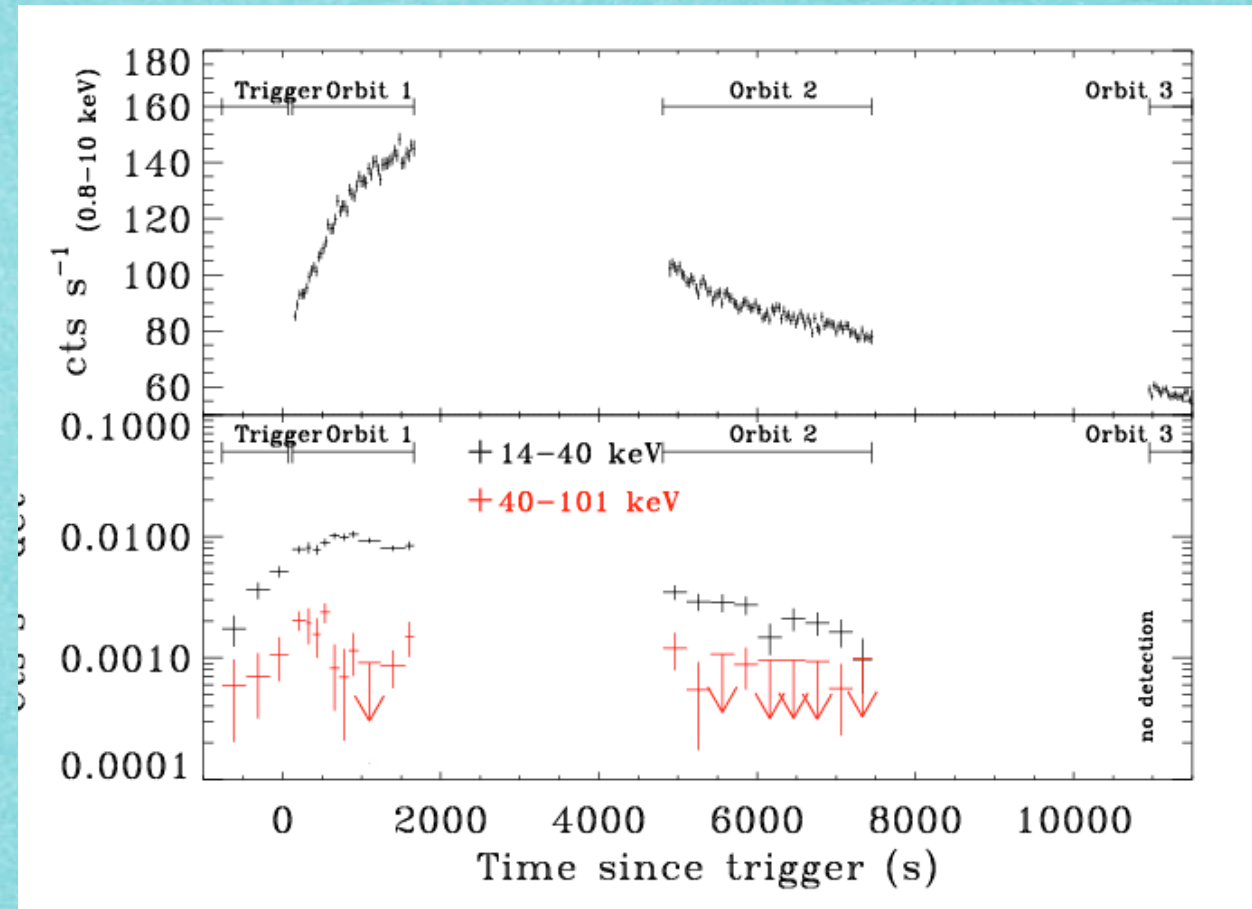 180
160
140
120
100
80
60
cts s⁻¹ (0.8−10 keV)
Trigger Orbit 1
Orbit 2
Orbit 3
0.1000
0.0100
0.0010
0.0001
Trigger Orbit 1
Orbit 2
Orbit 3
14−40 keV
40−101 keV
no detection
0 2000 4000 6000 8000 10000
Time since trigger (s)